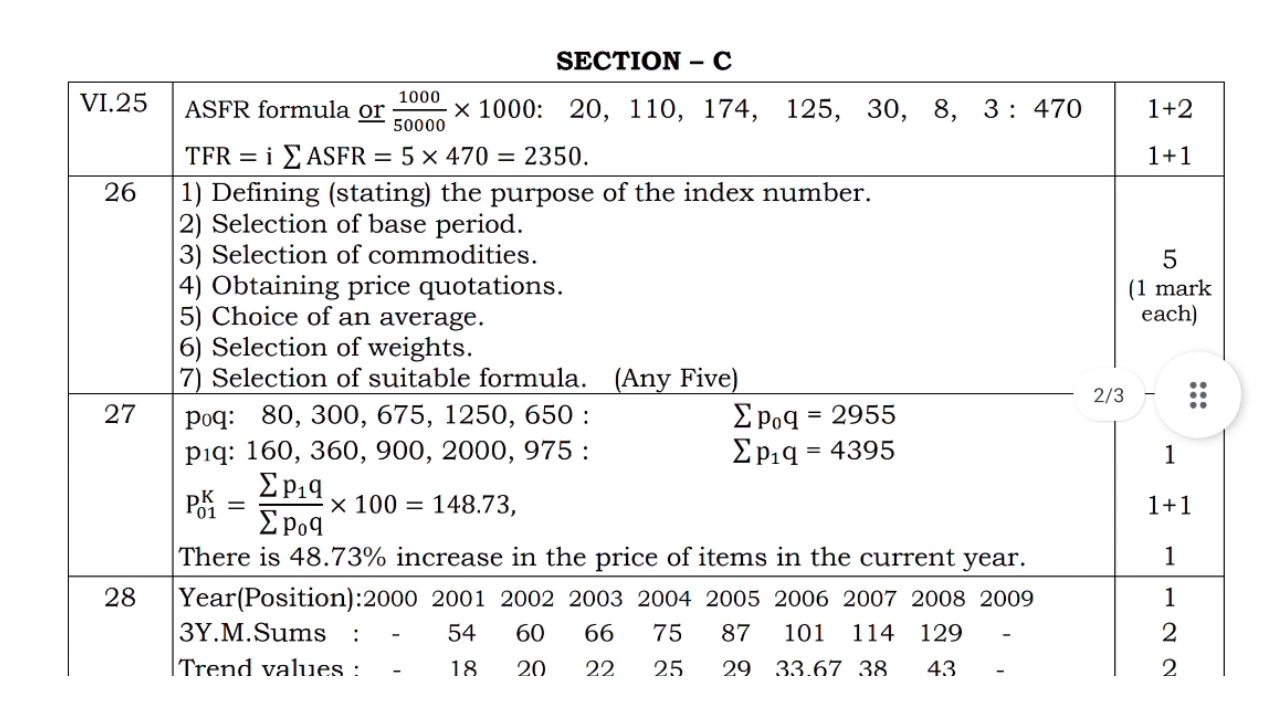 SECTION – C
VI.25 ASFR formula or 1000/50000 × 1000: 20, 110, 174, 125, 30, 8, 3 : 470 1+2
TFR = i ∑ ASFR = 5 × 470 = 2350. 1+1
26 1) Defining (stating) the purpose of the index number.
2) Selection of base period.
3) Selection of commodities.
4) Obtaining price quotations.
5) Choice of an average.
6) Selection of weights.
7) Selection of suitable formula. (Any Five)
5
(1 mark
each)
2/3
27 p₀q: 80, 300, 675, 1250, 650 : ∑ p₀q = 2955
p₁q: 160, 360, 900, 2000, 975 : ∑ p₁q = 4395 1
P₀₁ᴷ = ∑ p₁q / ∑ p₀q × 100 = 148.73, 1+1
There is 48.73% increase in the price of items in the current year. 1
28 Year(Position):2000 2001 2002 2003 2004 2005 2006 2007 2008 2009 1
3Y.M.Sums : - 54 60 66 75 87 101 114 129 - 2
Trend values : - 18 20 22 25 29 33.67 38 43 - 2